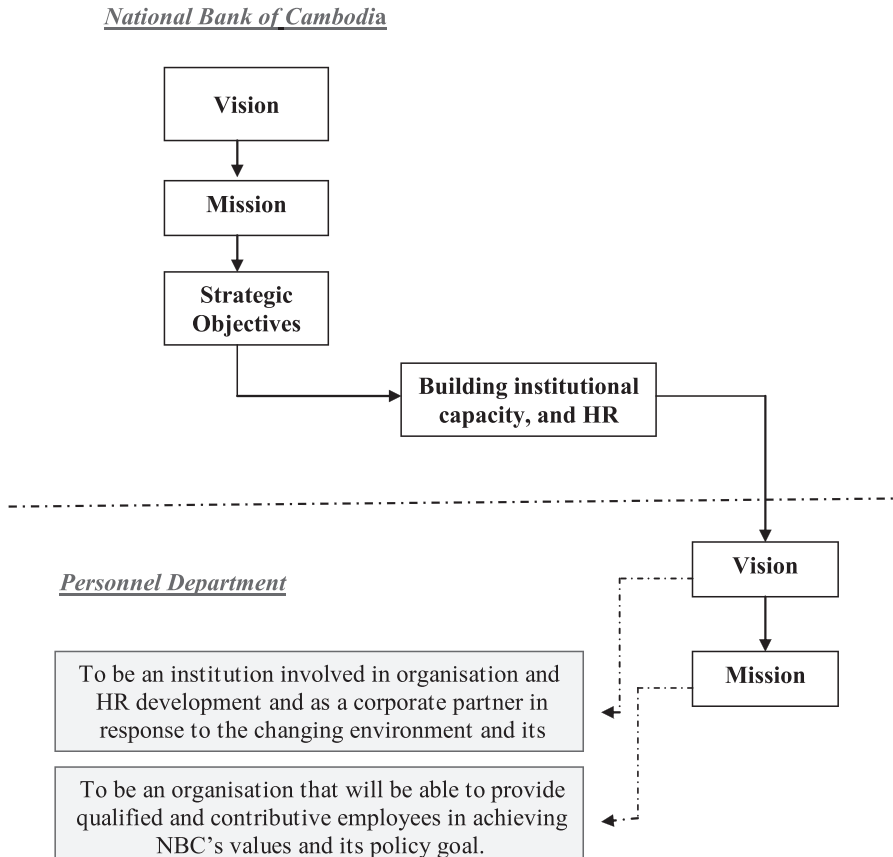 National Bank of Cambodia
Vision
Mission
Strategic
Objectives
Building institutional
capacity, and HR
Vision
Personnel Department
Mission
To be an institution involved in organisation and
HR development and as a corporate partner in
response to the changing environment and its
To be an organisation that will be able to provide
qualified and contributive employees in achieving
NBC’s values and its policy goal.